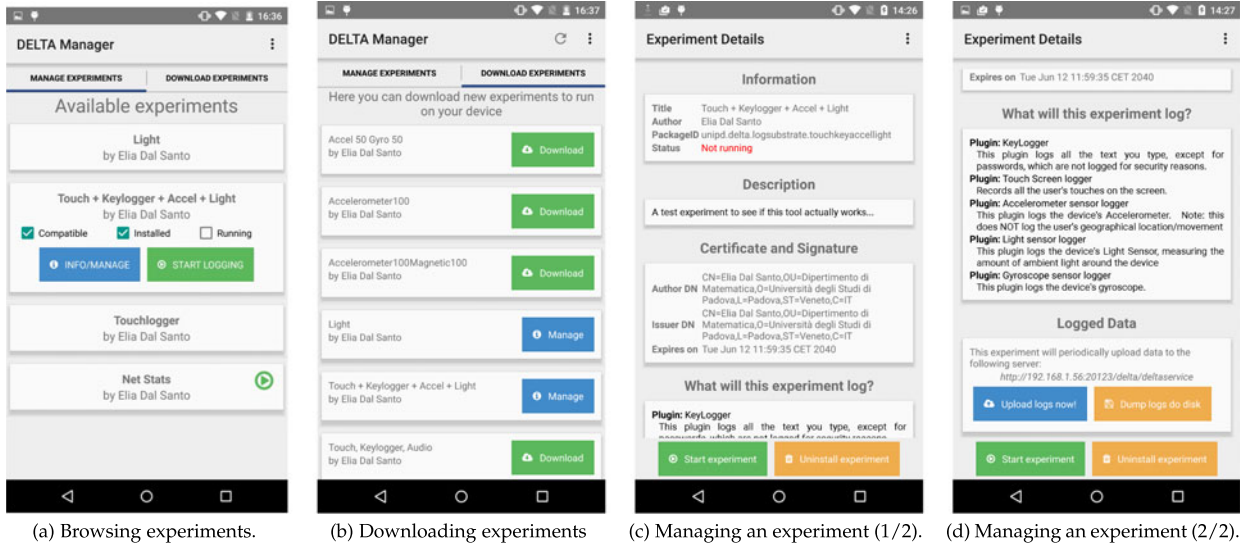 16:36
DELTA Manager
MANAGE EXPERIMENTS DOWNLOAD EXPERIMENTS
Available experiments
Light
by Elia Dal Santo
Touch + Keylogger + Accel + Light
by Elia Dal Santo
Compatible Installed Running
INFO/MANAGE START LOGGING
Touchlogger
by Elia Dal Santo
Net Stats
by Elia Dal Santo
(a) Browsing experiments.
16:37
DELTA Manager
MANAGE EXPERIMENTS DOWNLOAD EXPERIMENTS
Here you can download new experiments to run
on your device
Accel 50 Gyro 50
by Elia Dal Santo
Download
Accelerometer100
by Elia Dal Santo
Download
Accelerometer100Magnetic100
by Elia Dal Santo
Download
Light
by Elia Dal Santo
Manage
Touch + Keylogger + Accel + Light
by Elia Dal Santo
Manage
Touch, Keylogger, Audio
by Elia Dal Santo
Download
(b) Downloading experiments
14:26
Experiment Details
Information
Title Touch + Keylogger + Accel + Light
Author Elia Dal Santo
PackageID unipd.delta.logsubstrate.touchkeyaccellight
Status Not running
Description
A test experiment to see if this tool actually works...
Certificate and Signature
CN=Elia Dal Santo,OU=Dipertimento di
Author DN Matematica,O=Università degli Studi di
Padova,L=Padova,ST=Veneto,C=IT
CN=Elia Dal Santo,OU=Dipertimento di
Issuer DN Matematica,O=Università degli Studi di
Padova,L=Padova,ST=Veneto,C=IT
Expires on Tue Jun 12 11:59:35 CET 2040
What will this experiment log?
Plugin: KeyLogger
This plugin logs all the text you type, except for
passwords, which are not logged for security reasons
Start experiment Uninstall experiment
(c) Managing an experiment (1/2).
14:27
Experiment Details
Expires on Tue Jun 12 11:59:35 CET 2040
What will this experiment log?
Plugin: KeyLogger
This plugin logs all the text you type, except for
passwords, which are not logged for security reasons.
Plugin: Touch Screen logger
Records all the user's touches on the screen.
Plugin: Accelerometer sensor logger
This plugin logs the device's Accelerometer. Note: this
does NOT log the user's geographical location/movement
Plugin: Light sensor logger
This plugin logs the device's Light Sensor, measuring the
amount of ambient light around the device
Plugin: Gyroscope sensor logger
This plugin logs the device's gyroscope.
Logged Data
This experiment will periodically upload data to the
following server:
http://192.168.1.56:20123/delta/deltaservice
Upload logs now! Dump logs do disk
Start experiment Uninstall experiment
(d) Managing an experiment (2/2).